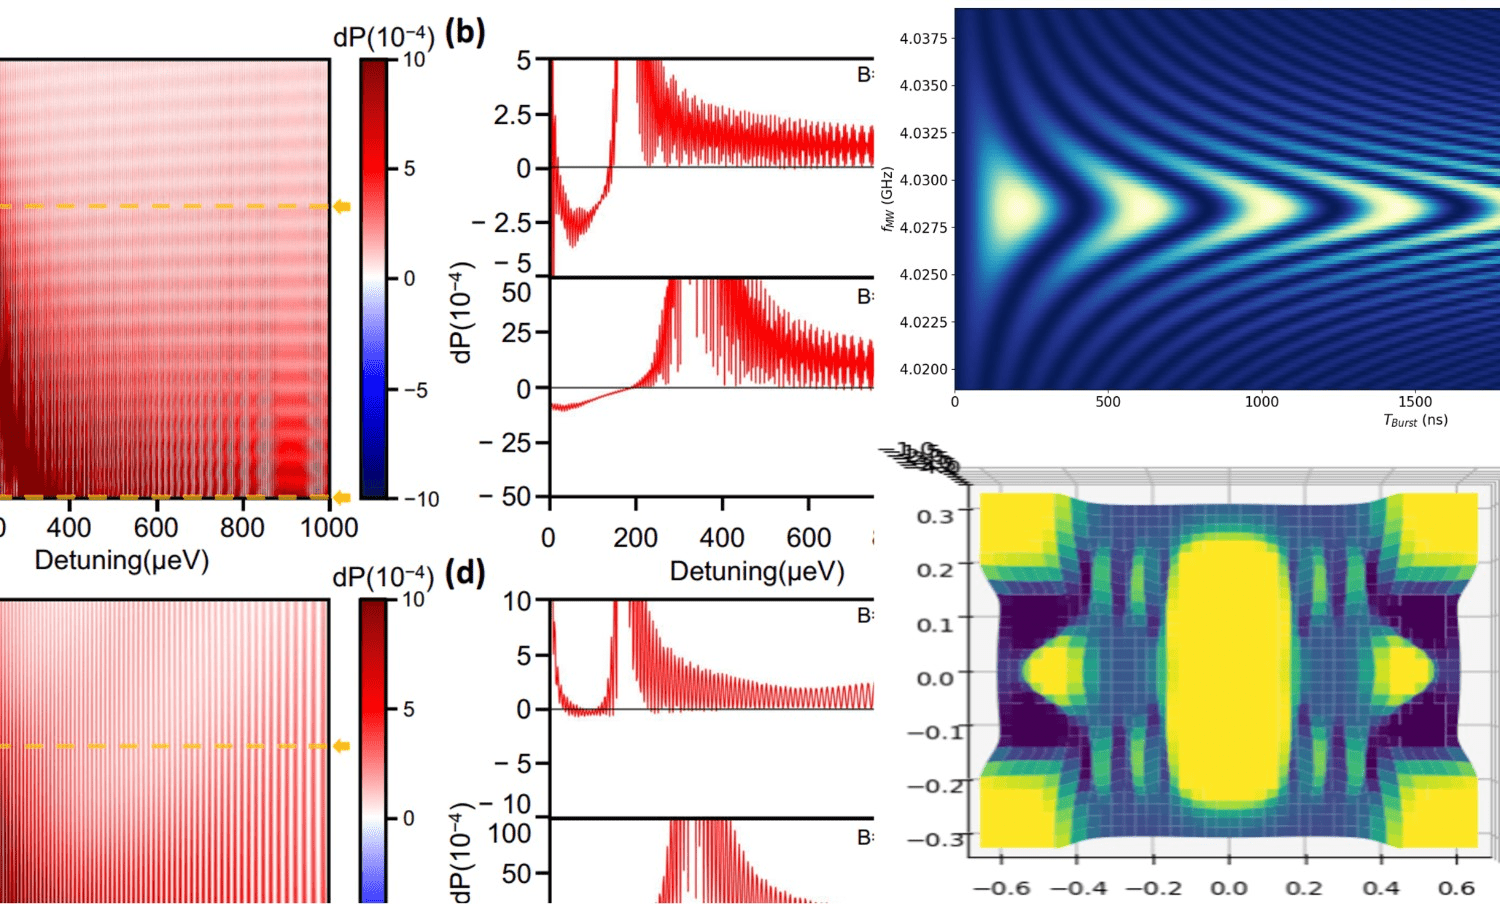 dP(10⁻⁴) (b)
10
5
0
−5
−10
0 400 600 800 1000
Detuning(μeV)
dP(10⁻⁴) (d)
10
5
0
dP(10⁻⁴)
5
2.5
0
− 2.5
− 5
B=
50
25
0
− 25
− 50
B=
0 200 400 600
Detuning(μeV)
10
5
0
− 5
− 10
B=
dP(10⁻⁴)
100
50
B=
f_MW (GHz)
4.0375
4.0350
4.0325
4.0300
4.0275
4.0250
4.0225
4.0200
0 500 1000 1500
T_Burst (ns)
0.3
0.2
0.1
0.0
−0.1
−0.2
−0.3
−0.6 −0.4 −0.2 0.0 0.2 0.4 0.6